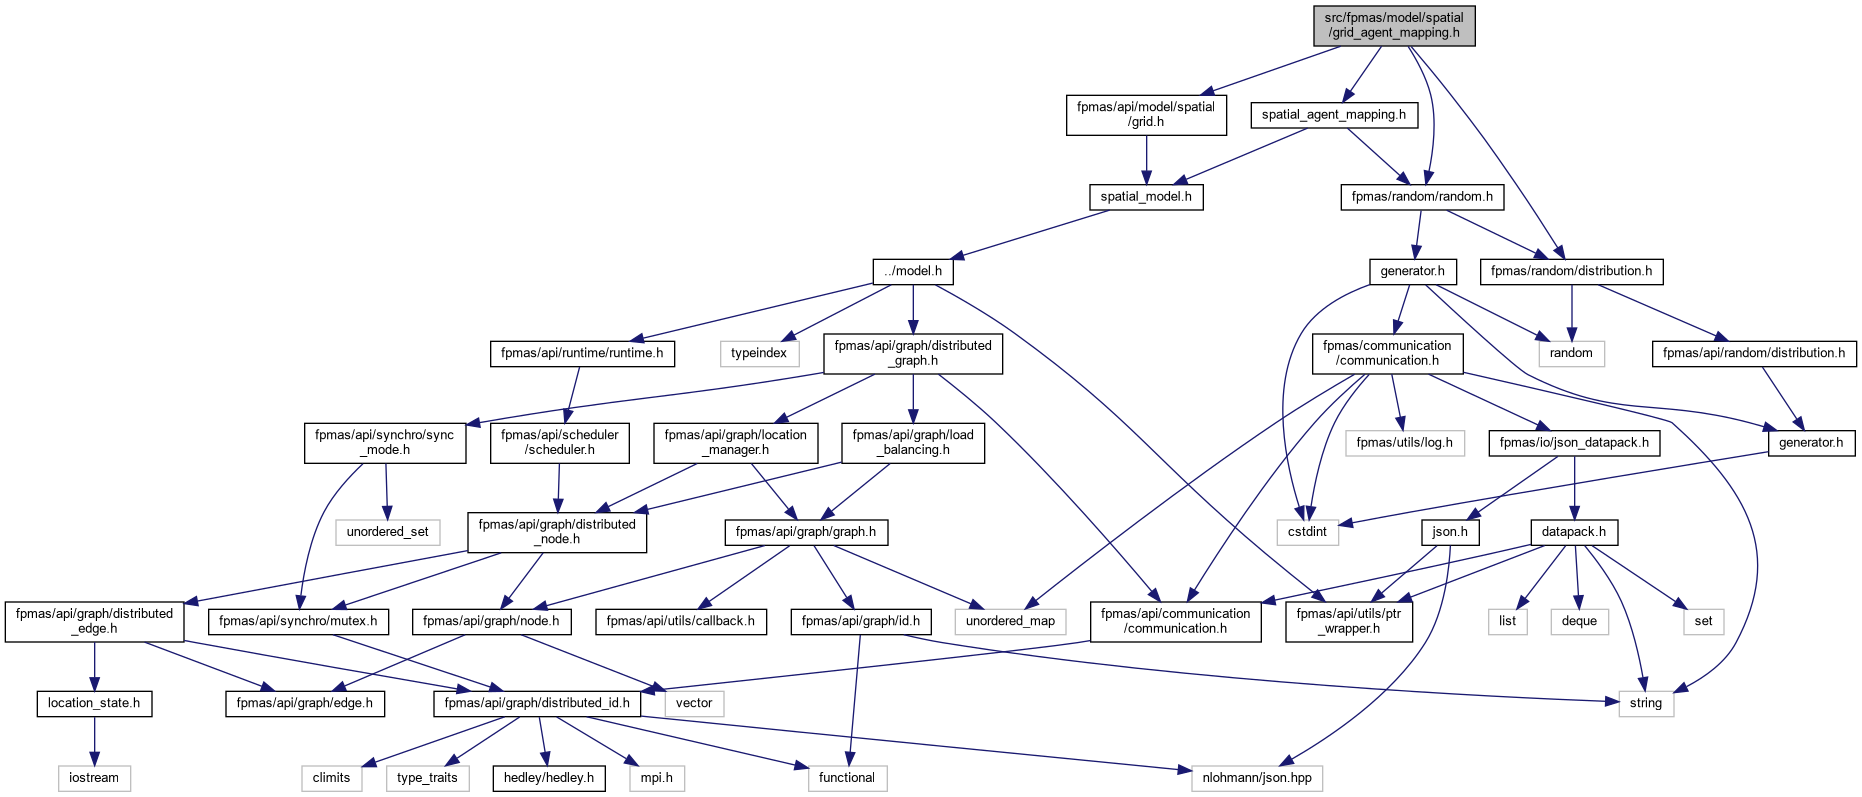 src/fpmas/model/spatial
/grid_agent_mapping.h
fpmas/api/model/spatial
/grid.h
spatial_agent_mapping.h
spatial_model.h
fpmas/random/random.h
../model.h
generator.h
fpmas/random/distribution.h
fpmas/api/runtime/runtime.h
typeindex
fpmas/api/graph/distributed
_graph.h
fpmas/communication
/communication.h
random
fpmas/api/random/distribution.h
fpmas/api/synchro/sync
_mode.h
fpmas/api/scheduler
/scheduler.h
fpmas/api/graph/location
_manager.h
fpmas/api/graph/load
_balancing.h
fpmas/utils/log.h
fpmas/io/json_datapack.h
generator.h
unordered_set
fpmas/api/graph/distributed
_node.h
fpmas/api/graph/graph.h
cstdint
json.h
datapack.h
fpmas/api/graph/distributed
_edge.h
fpmas/api/synchro/mutex.h
fpmas/api/graph/node.h
fpmas/api/utils/callback.h
fpmas/api/graph/id.h
unordered_map
fpmas/api/communication
/communication.h
fpmas/api/utils/ptr
_wrapper.h
list
deque
set
location_state.h
fpmas/api/graph/edge.h
fpmas/api/graph/distributed_id.h
vector
string
iostream
climits
type_traits
hedley/hedley.h
mpi.h
functional
nlohmann/json.hpp